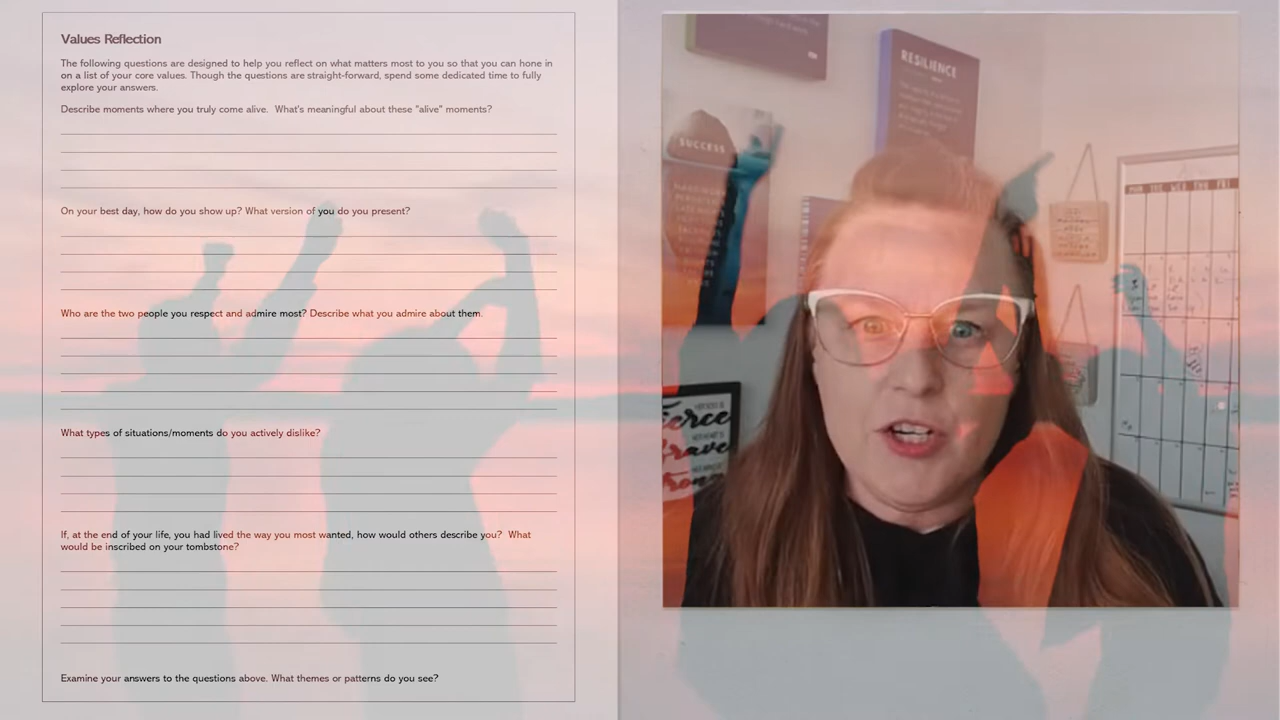 Values Reflection
The following questions are designed to help you reflect on what matters most to you so that you can hone in
on a list of your core values. Though the questions are straight-forward, spend some dedicated time to fully
explore your answers.
Describe moments where you truly come alive.  What's meaningful about these "alive" moments?
On your best day, how do you show up? What version of you do you present?
Who are the two people you respect and admire most? Describe what you admire about them.
What types of situations/moments do you actively dislike?
If, at the end of your life, you had lived the way you most wanted, how would others describe you?  What
would be inscribed on your tombstone?
Examine your answers to the questions above. What themes or patterns do you see?
RESILIENCE
SUCCESS
MON TUE WED THU FRI
Fierce
Brave
Strong